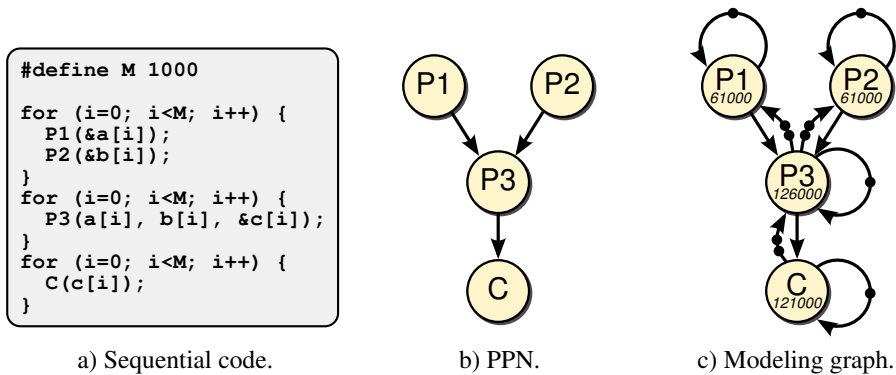 #define M 1000
for (i=0; i<M; i++) {
P1(&a[i]);
P2(&b[i]);
}
for (i=0; i<M; i++) {
P3(a[i], b[i], &c[i]);
}
for (i=0; i<M; i++) {
C(c[i]);
}
a) Sequential code.
P1
P2
P3
C
b) PPN.
P1
61000
P2
61000
P3
126000
C
121000
c) Modeling graph.